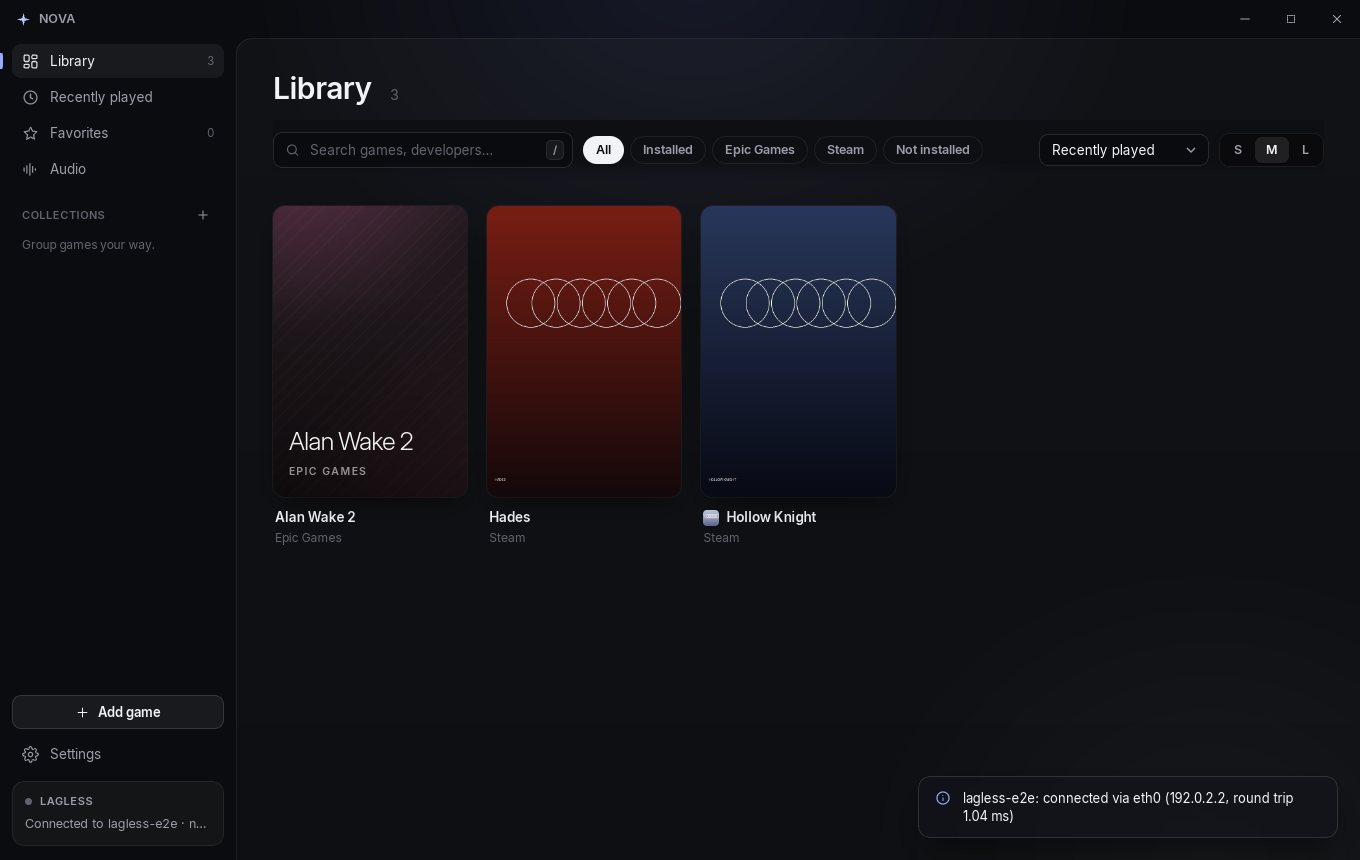 NOVA
Library 3
Recently played
Favorites 0
Audio
COLLECTIONS
Group games your way.
Add game
Settings
LAGLESS
Connected to lagless-e2e · n...
Library 3
Search games, developers... /
All Installed Epic Games Steam Not installed
Recently played
S M L
Alan Wake 2
EPIC GAMES
HADES
HOLLOW KNIGHT
Alan Wake 2
Epic Games
Hades
Steam
Hollow Knight
Steam
lagless-e2e: connected via eth0 (192.0.2.2, round trip
1.04 ms)